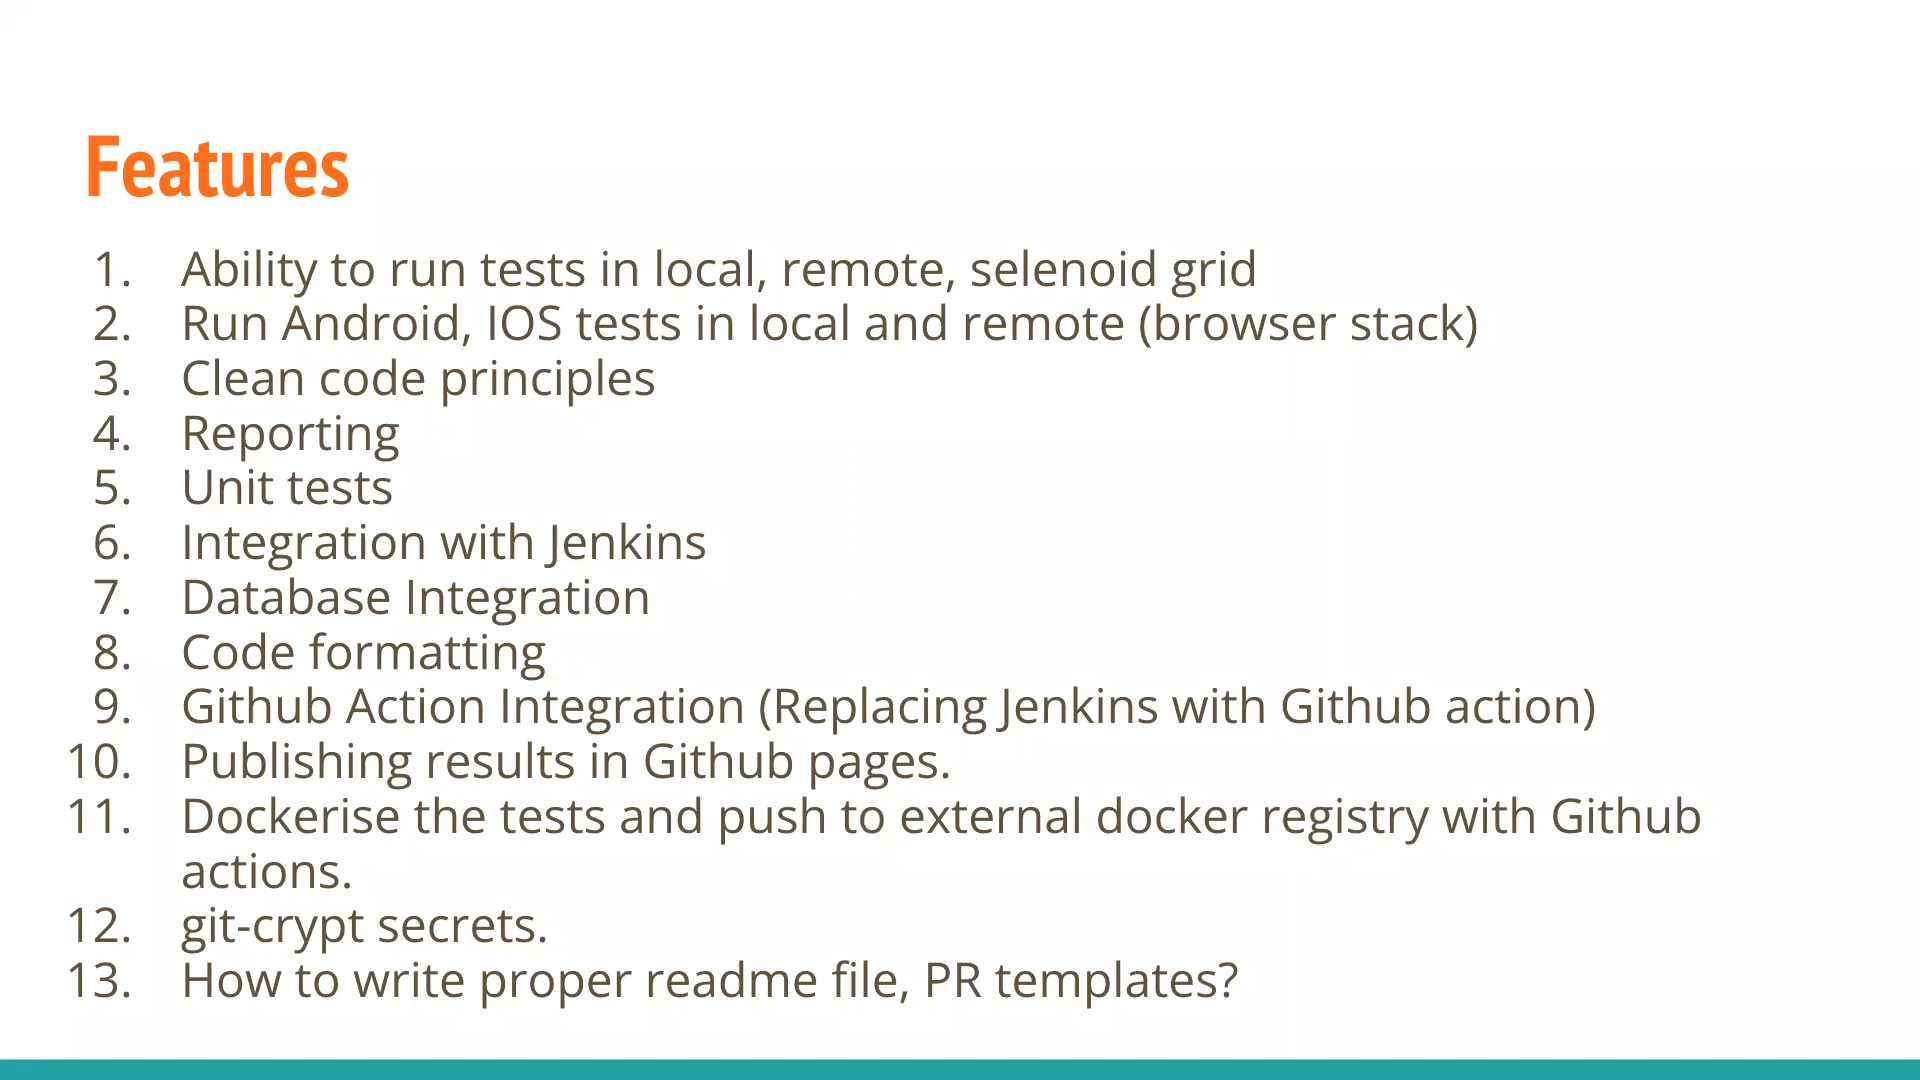 Features
1. Ability to run tests in local, remote, selenoid grid
2. Run Android, IOS tests in local and remote (browser stack)
3. Clean code principles
4. Reporting
5. Unit tests
6. Integration with Jenkins
7. Database Integration
8. Code formatting
9. Github Action Integration (Replacing Jenkins with Github action)
10. Publishing results in Github pages.
11. Dockerise the tests and push to external docker registry with Github
actions.
12. git-crypt secrets.
13. How to write proper readme file, PR templates?